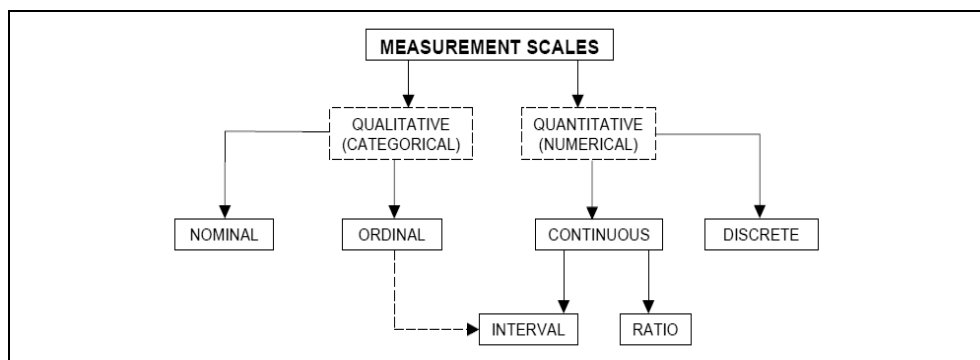 MEASUREMENT SCALES
QUALITATIVE
(CATEGORICAL)
QUANTITATIVE
(NUMERICAL)
NOMINAL
ORDINAL
CONTINUOUS
DISCRETE
INTERVAL
RATIO